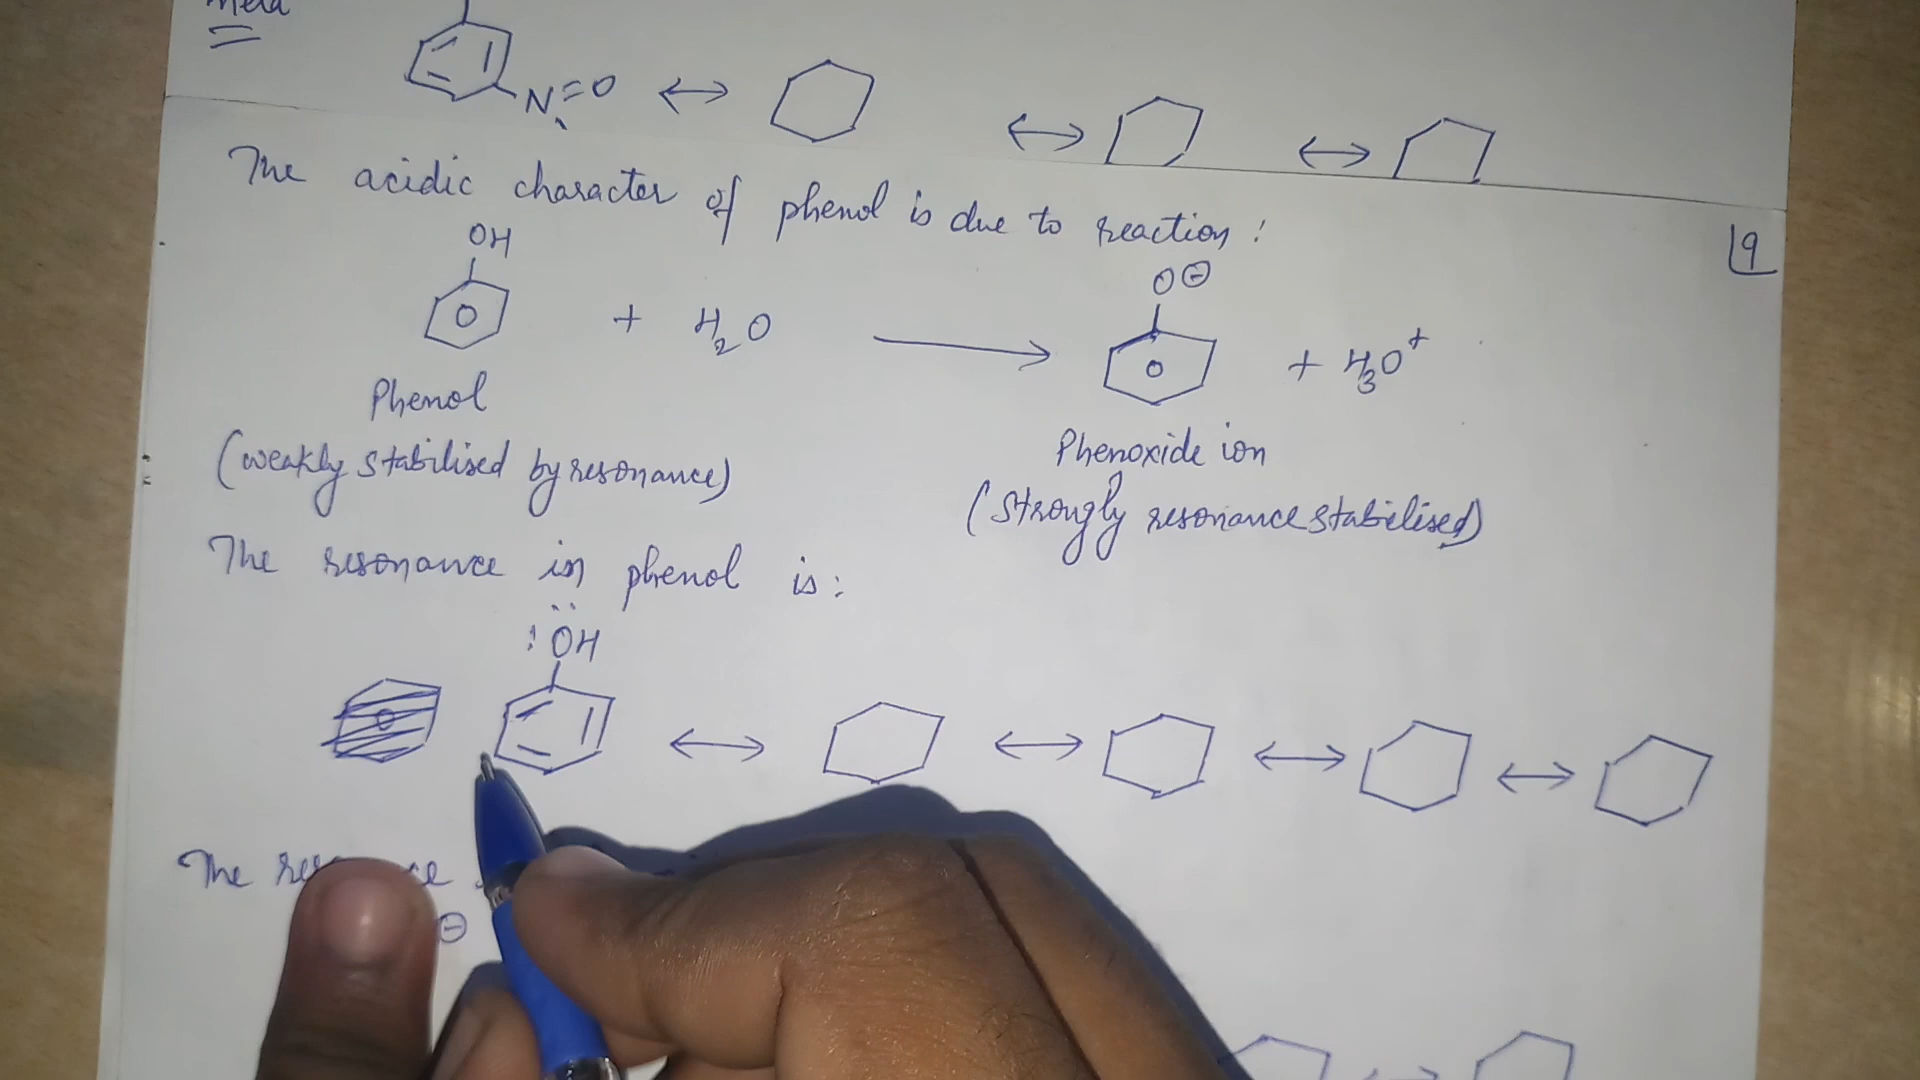 Meta
N=O
The acidic character of phenol is due to reaction:
9
OH
O⊖
+ H₂O
+ H₃O⁺
Phenol
Phenoxide ion
(weakly stabilised by resonance)
(Strongly resonance stabilised)
The resonance in phenol is:
:ÖH
The
⊖